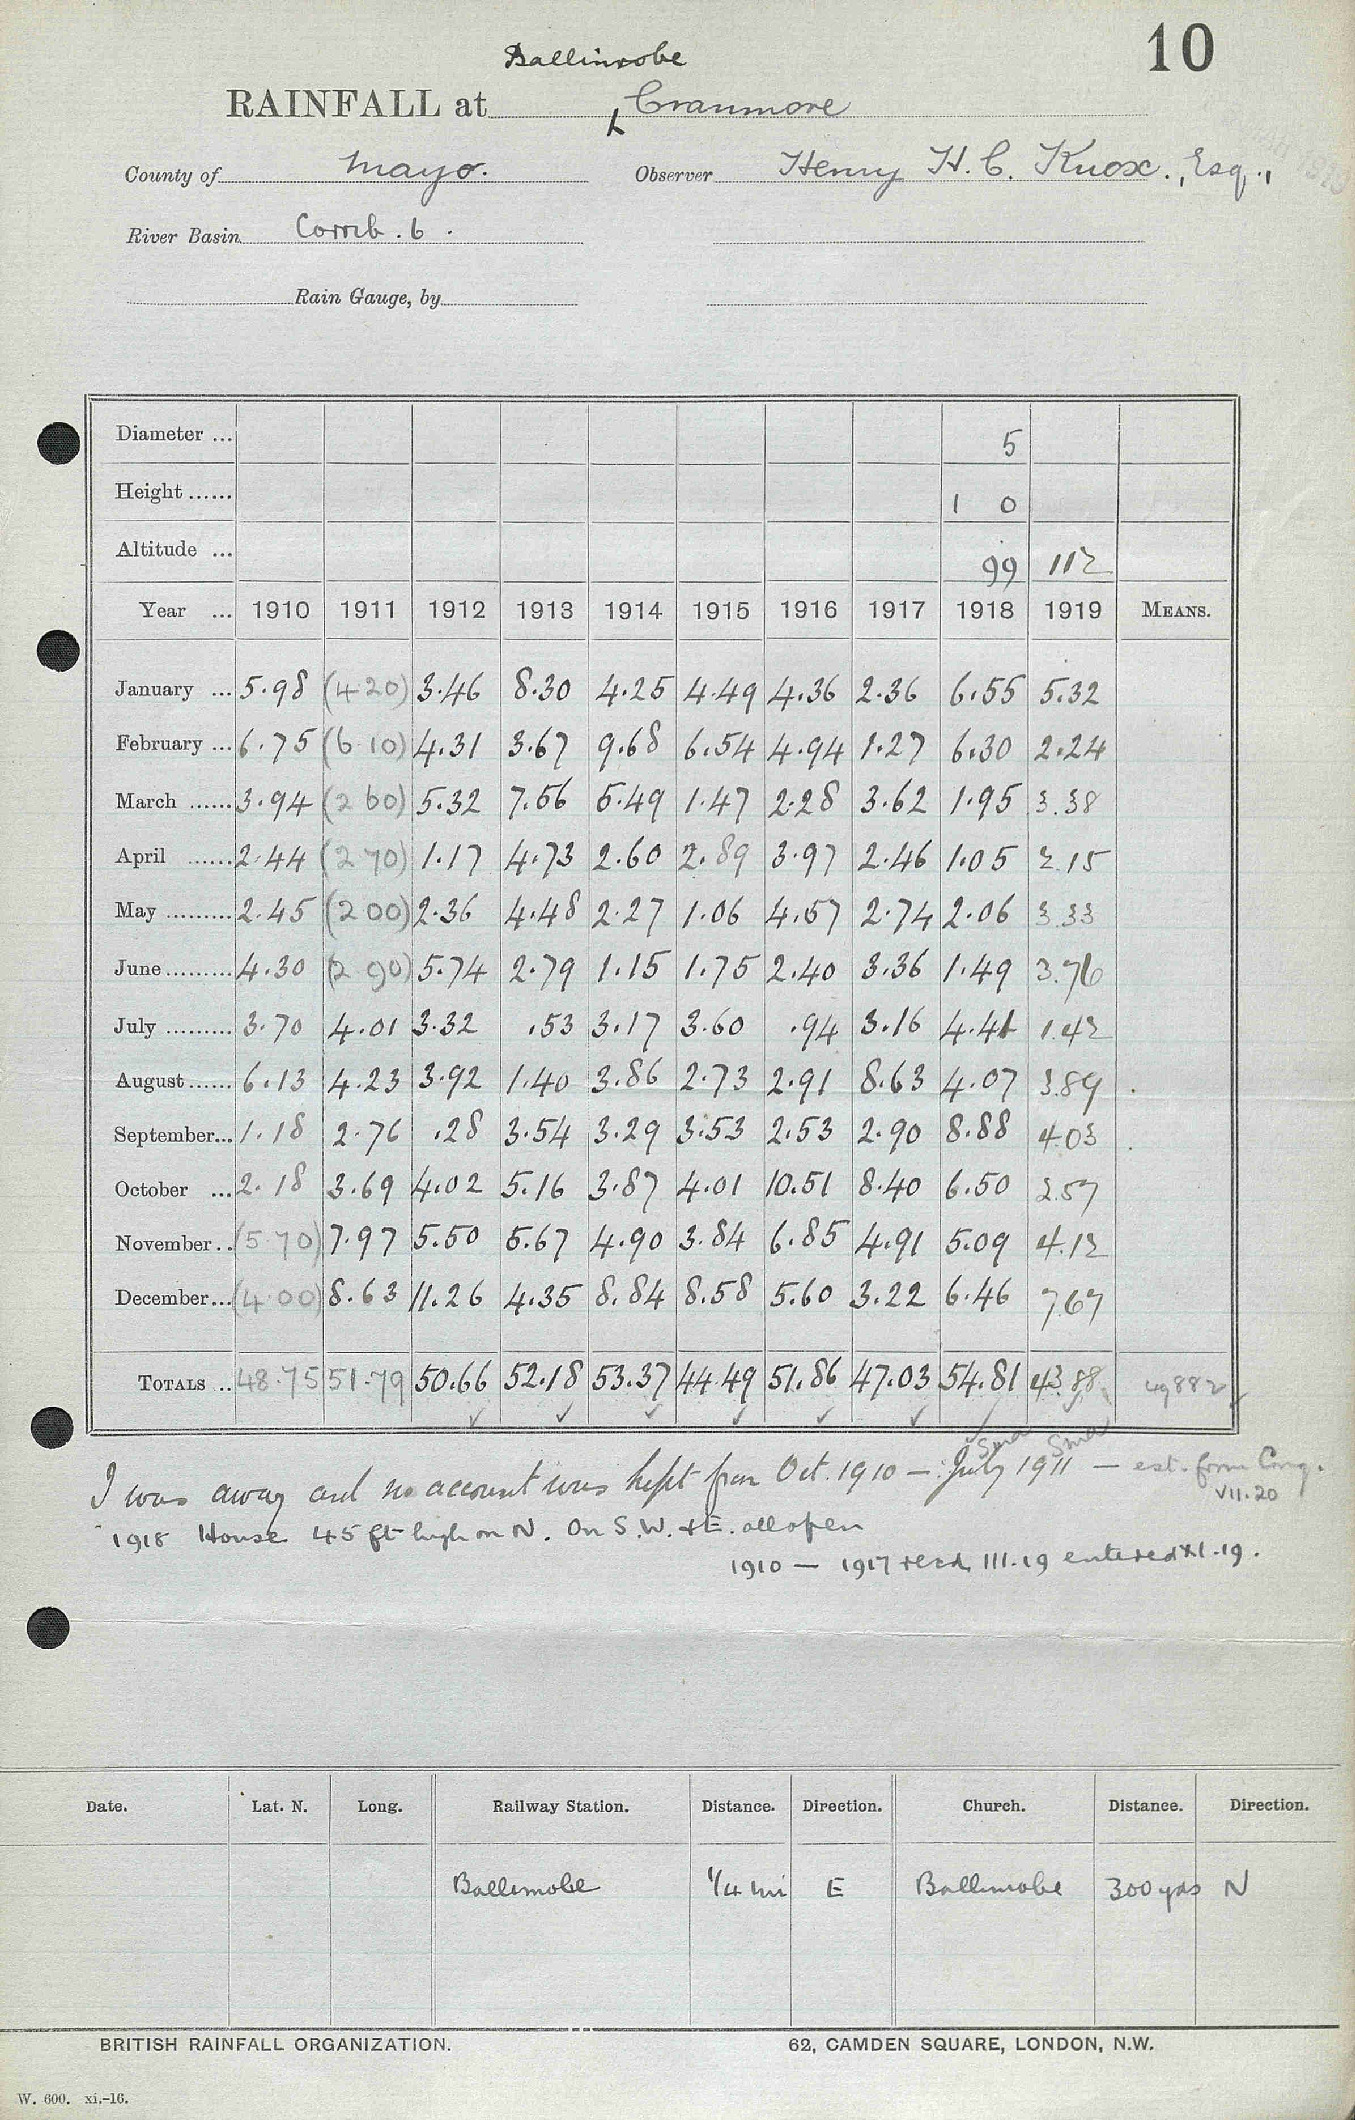 10
Ballinrobe
RAINFALL at Cranmore
County of Mayo. Observer Henry H. C. Knox., Esq.,
River Basin Corrib. 6.
Rain Gauge, by
Diameter ... 5
Height ...... 1 0
Altitude ... 99 112
Year ... 1910 1911 1912 1913 1914 1915 1916 1917 1918 1919 MEANS.
January ... 5.98 (4.20) 3.46 8.30 4.25 4.49 4.36 2.36 6.55 5.32
February ... 6.75 (6.10) 4.31 3.67 9.68 6.54 4.94 1.27 6.30 2.24
March ...... 3.94 (2.60) 5.32 7.56 5.49 1.47 2.28 3.62 1.95 3.38
April ...... 2.44 (2.70) 1.17 4.73 2.60 2.89 3.97 2.46 1.05 2.15
May ......... 2.45 (2.00) 2.36 4.48 2.27 1.06 4.57 2.74 2.06 3.33
June ......... 4.30 (2.90) 5.74 2.79 1.15 1.75 2.40 3.36 1.49 3.76
July ......... 3.70 4.01 3.32 .53 3.17 3.60 .94 3.16 4.41 1.42
August ...... 6.13 4.23 3.92 1.40 3.86 2.73 2.91 8.63 4.07 3.89
September... 1.18 2.76 .28 3.54 3.29 3.53 2.53 2.90 8.88 4.03
October ... 2.18 3.69 4.02 5.16 3.87 4.01 10.51 8.40 6.50 2.57
November .. (5.70) 7.97 5.50 5.67 4.90 3.84 6.85 4.91 5.09 4.12
December... (4.00) 8.63 11.26 4.35 8.84 8.58 5.60 3.22 6.46 7.67
TOTALS .. 48.75 51.79 50.66 52.18 53.37 44.49 51.86 47.03 54.81 43.88 49882
I was away and no account was kept from Oct. 1910 – July 1911 – est. from Cong.
VII.20
1918 House 45 ft high on N. On S.W. & E. all open
1910 – 1917 recd. III.19 entered XI.19.
Date. Lat. N. Long. Railway Station. Distance. Direction. Church. Distance. Direction.
Ballinrobe 1/4 mi E Ballinrobe 300 yds N
BRITISH RAINFALL ORGANIZATION. 62, CAMDEN SQUARE, LONDON, N.W.
W. 600. xi.-16.